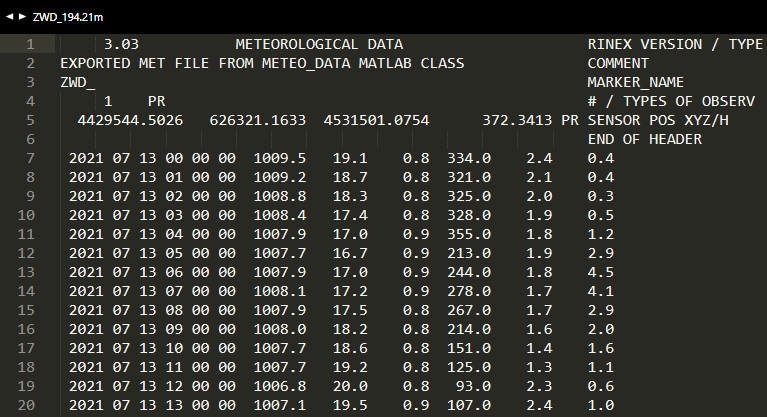 ZWD_194.21m
1 3.03 METEOROLOGICAL DATA RINEX VERSION / TYPE
2 EXPORTED MET FILE FROM METEO_DATA MATLAB CLASS COMMENT
3 ZWD_ MARKER_NAME
4 1 PR # / TYPES OF OBSERV
5 4429544.5026 626321.1633 4531501.0754 372.3413 PR SENSOR POS XYZ/H
6 END OF HEADER
7 2021 07 13 00 00 00 1009.5 19.1 0.8 334.0 2.4 0.4
8 2021 07 13 01 00 00 1009.2 18.7 0.8 321.0 2.1 0.4
9 2021 07 13 02 00 00 1008.8 18.3 0.8 325.0 2.0 0.3
10 2021 07 13 03 00 00 1008.4 17.4 0.8 328.0 1.9 0.5
11 2021 07 13 04 00 00 1007.9 17.0 0.9 355.0 1.8 1.2
12 2021 07 13 05 00 00 1007.7 16.7 0.9 213.0 1.9 2.9
13 2021 07 13 06 00 00 1007.9 17.0 0.9 244.0 1.8 4.5
14 2021 07 13 07 00 00 1008.1 17.2 0.9 278.0 1.7 4.1
15 2021 07 13 08 00 00 1007.9 17.5 0.8 267.0 1.7 2.9
16 2021 07 13 09 00 00 1008.0 18.2 0.8 214.0 1.6 2.0
17 2021 07 13 10 00 00 1007.7 18.6 0.8 151.0 1.4 1.6
18 2021 07 13 11 00 00 1007.7 19.2 0.8 125.0 1.3 1.1
19 2021 07 13 12 00 00 1006.8 20.0 0.8 93.0 2.3 0.6
20 2021 07 13 13 00 00 1007.1 19.5 0.9 107.0 2.4 1.0